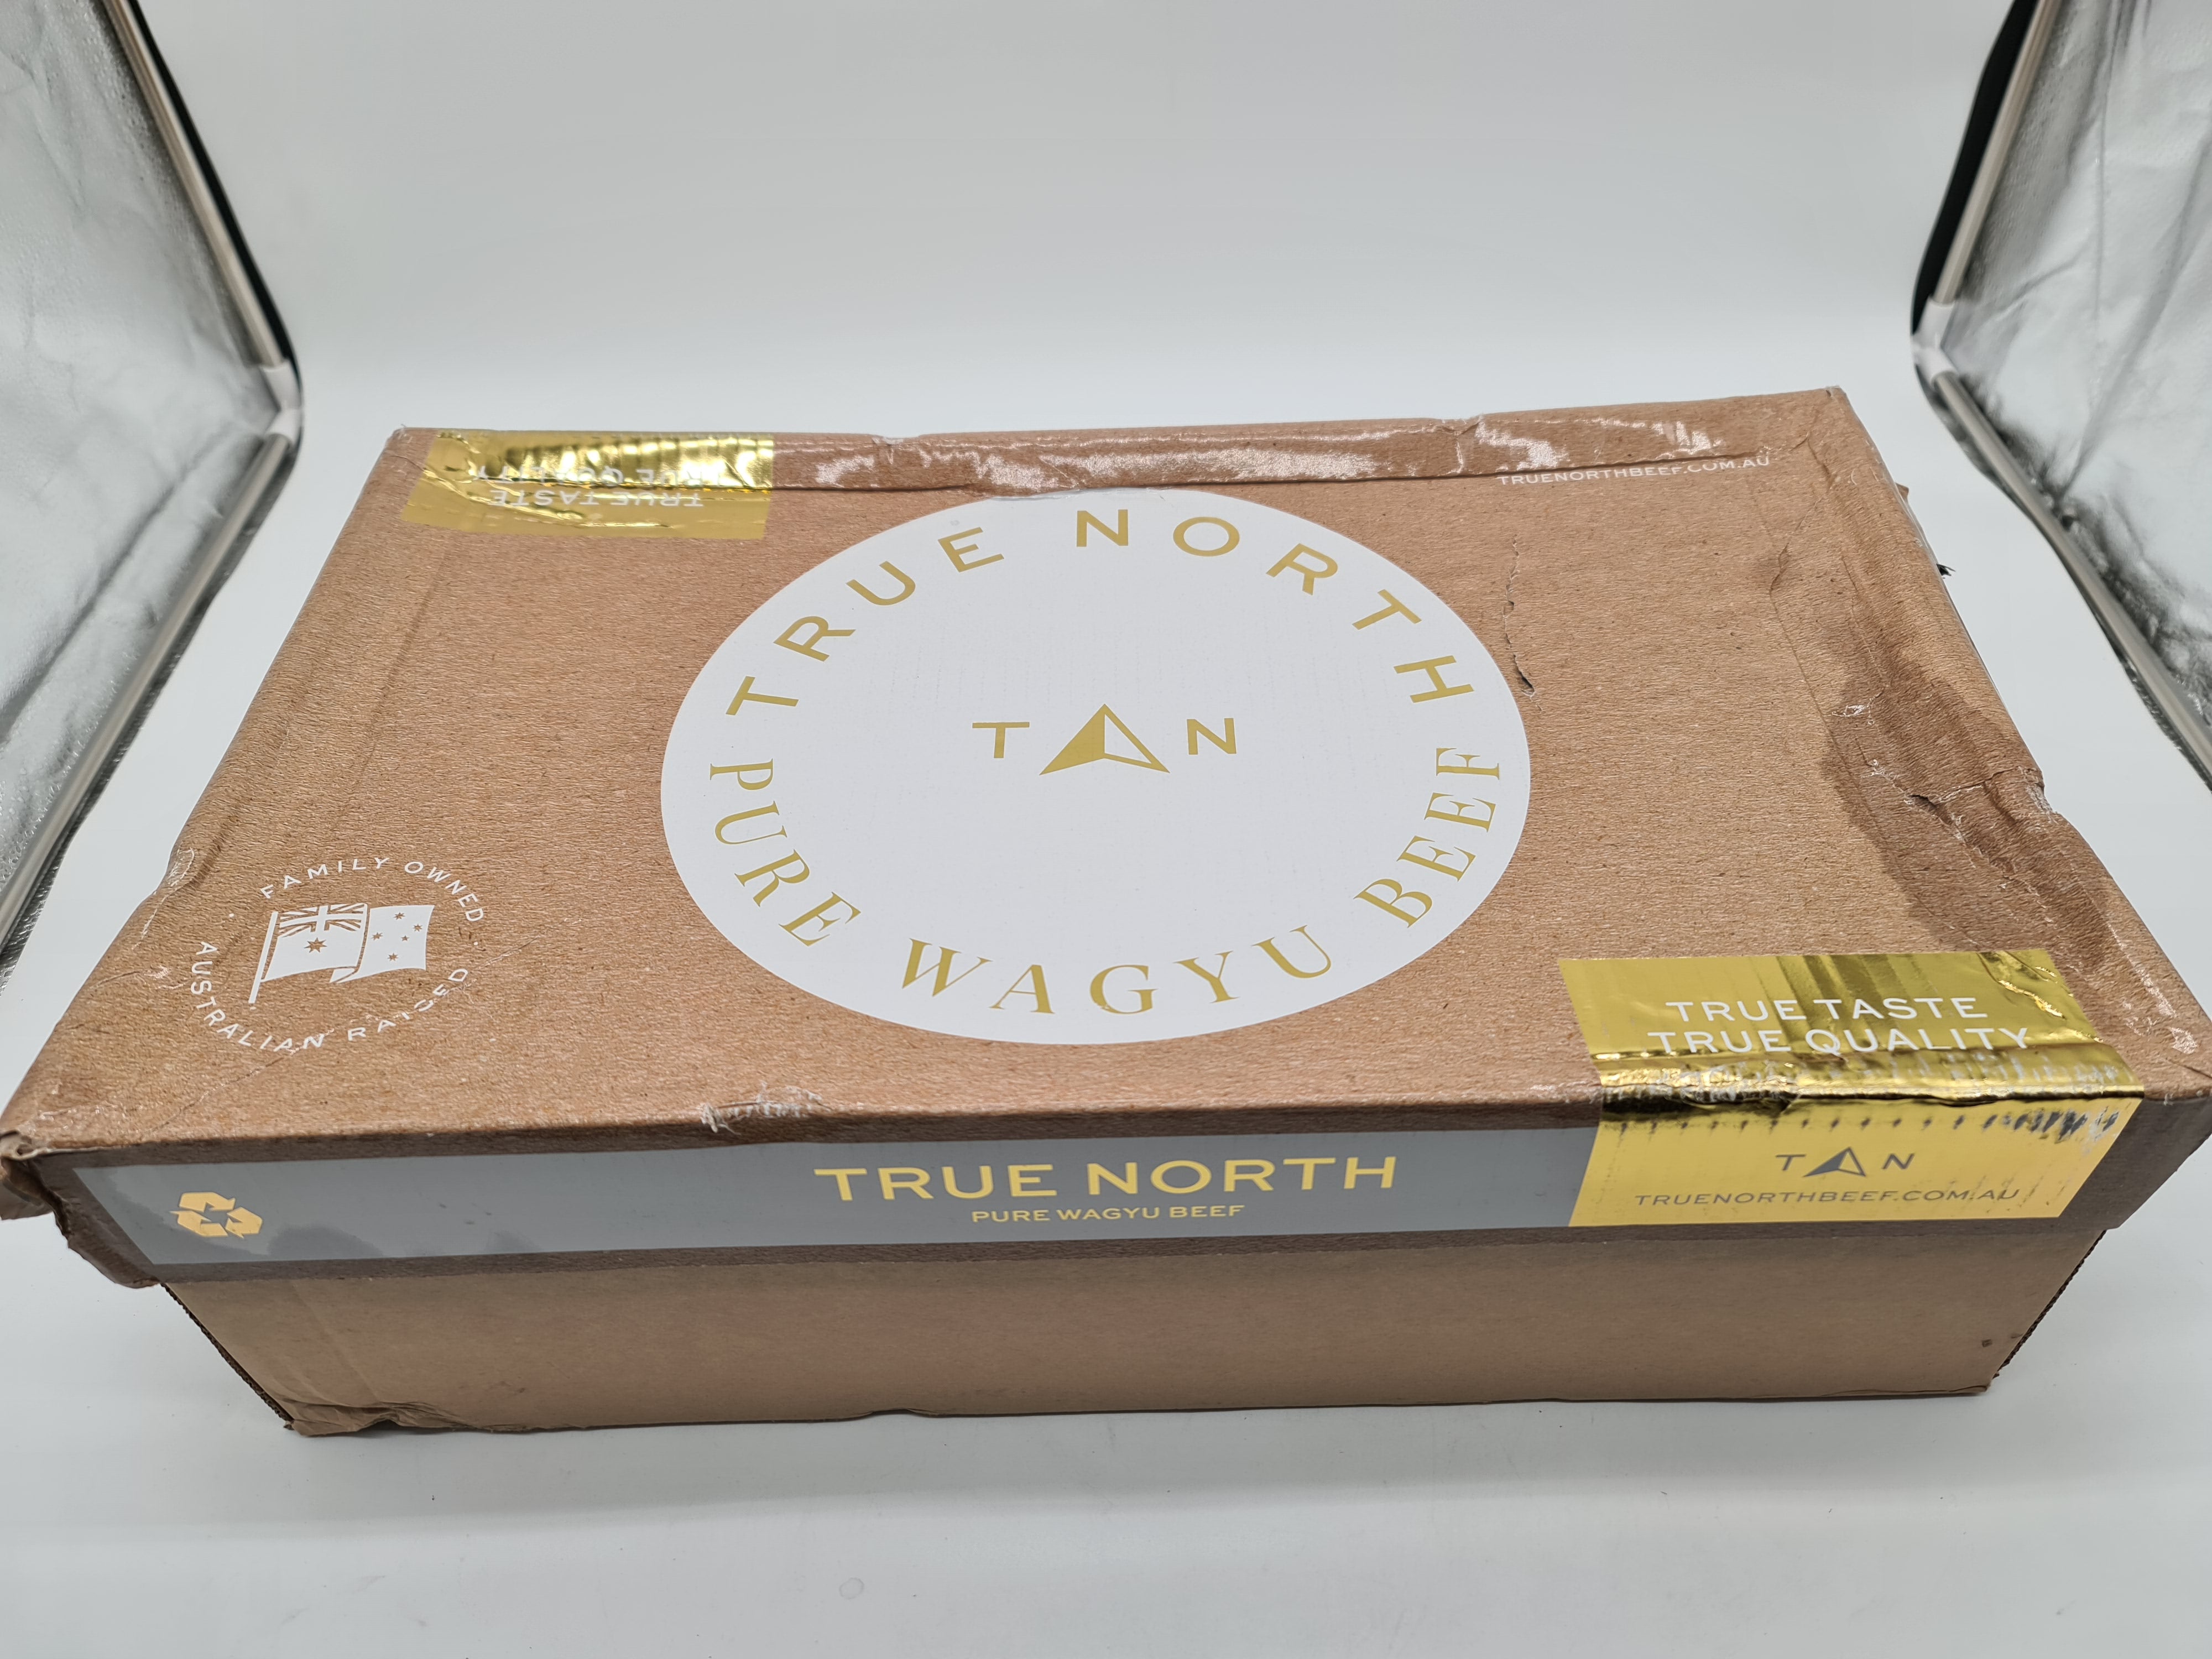 TRUE TASTE
TRUE QUALITY
TRUENORTHBEEF.COM.AU
TRUE NORTH
T N
PURE WAGYU BEEF
FAMILY OWNED
AUSTRALIAN RAISED
TRUE TASTE
TRUE QUALITY
TRUE NORTH
PURE WAGYU BEEF
T N
TRUENORTHBEEF.COM.AU